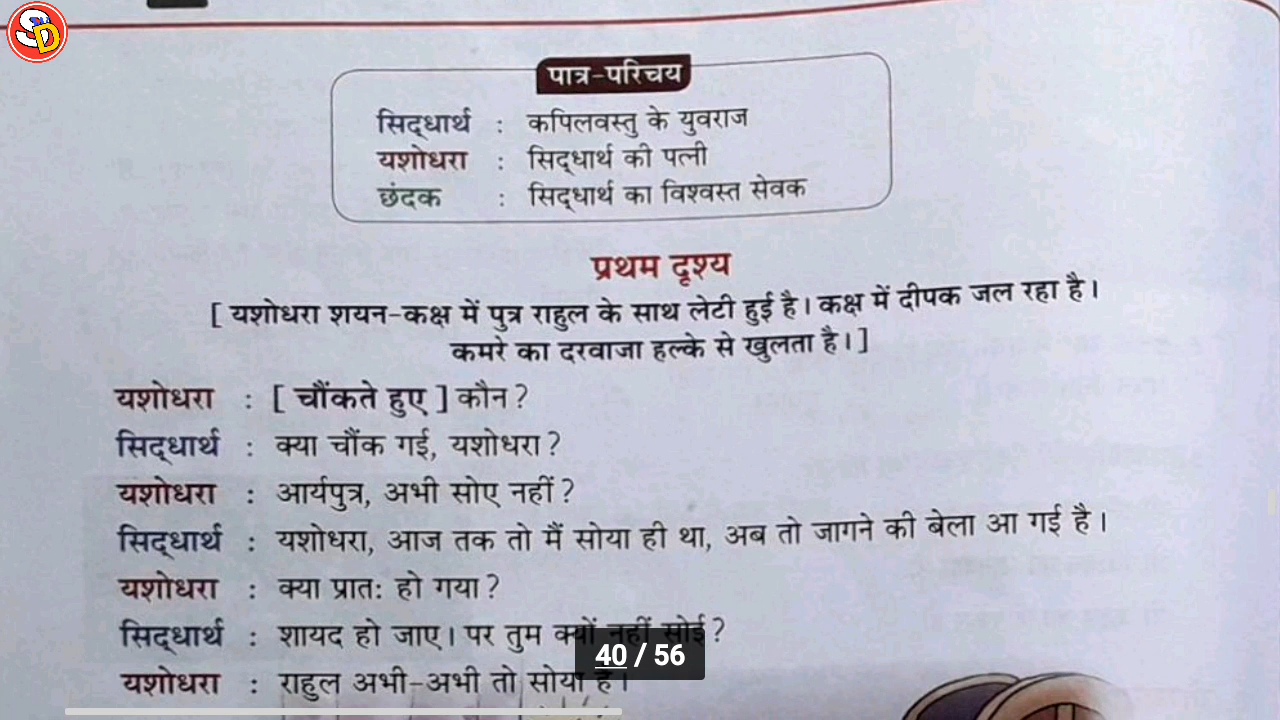 SD
पात्र-परिचय
सिद्धार्थ : कपिलवस्तु के युवराज
यशोधरा : सिद्धार्थ की पत्नी
छंदक : सिद्धार्थ का विश्वस्त सेवक
प्रथम दृश्य
[ यशोधरा शयन-कक्ष में पुत्र राहुल के साथ लेटी हुई है। कक्ष में दीपक जल रहा है।
कमरे का दरवाजा हल्के से खुलता है। ]
यशोधरा : [ चौंकते हुए ] कौन?
सिद्धार्थ : क्या चौंक गई, यशोधरा?
यशोधरा : आर्यपुत्र, अभी सोए नहीं?
सिद्धार्थ : यशोधरा, आज तक तो मैं सोया ही था, अब तो जागने की बेला आ गई है।
यशोधरा : क्या प्रातः हो गया?
सिद्धार्थ : शायद हो जाए। पर तुम क्यों नहीं सोई?
40 / 56
यशोधरा : राहुल अभी-अभी तो सोया है।